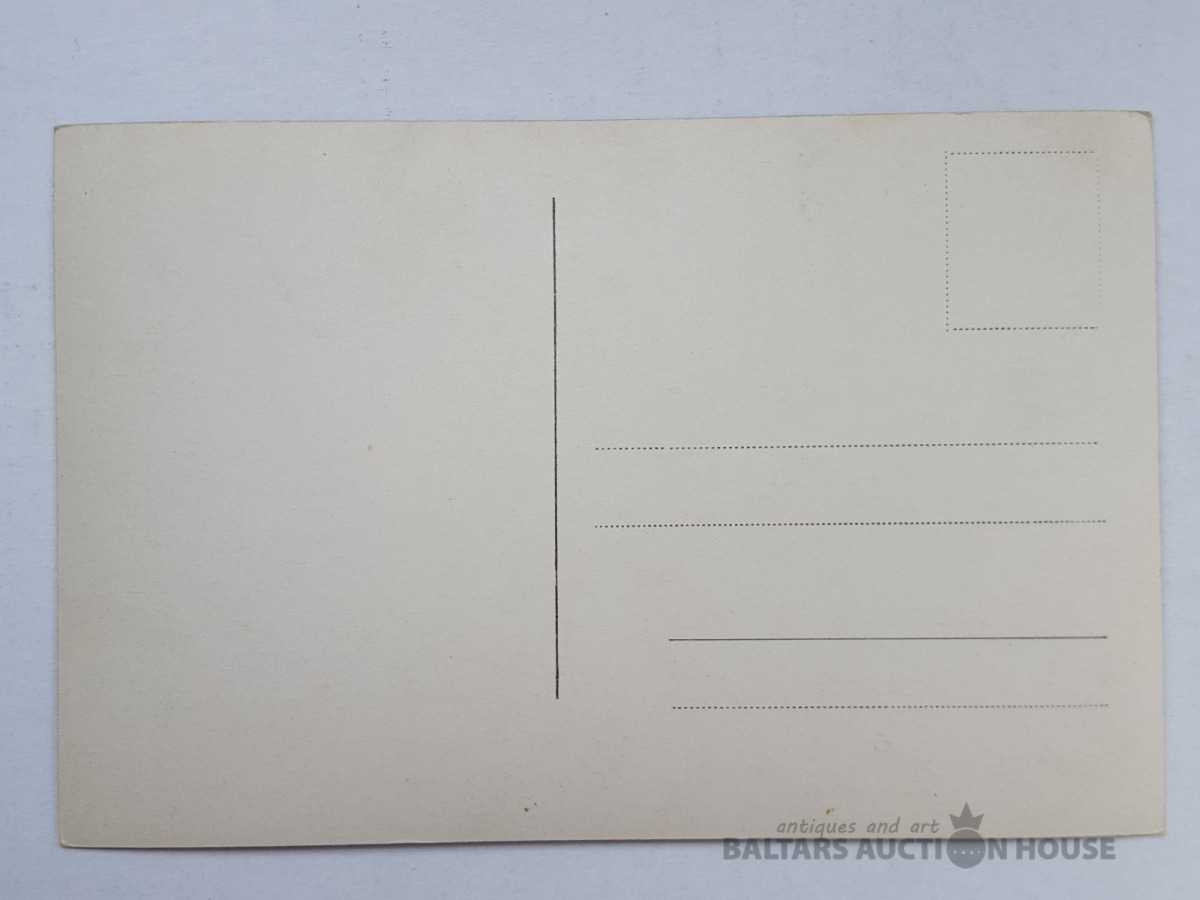 antiques and art
BALTARS AUCTION HOUSE